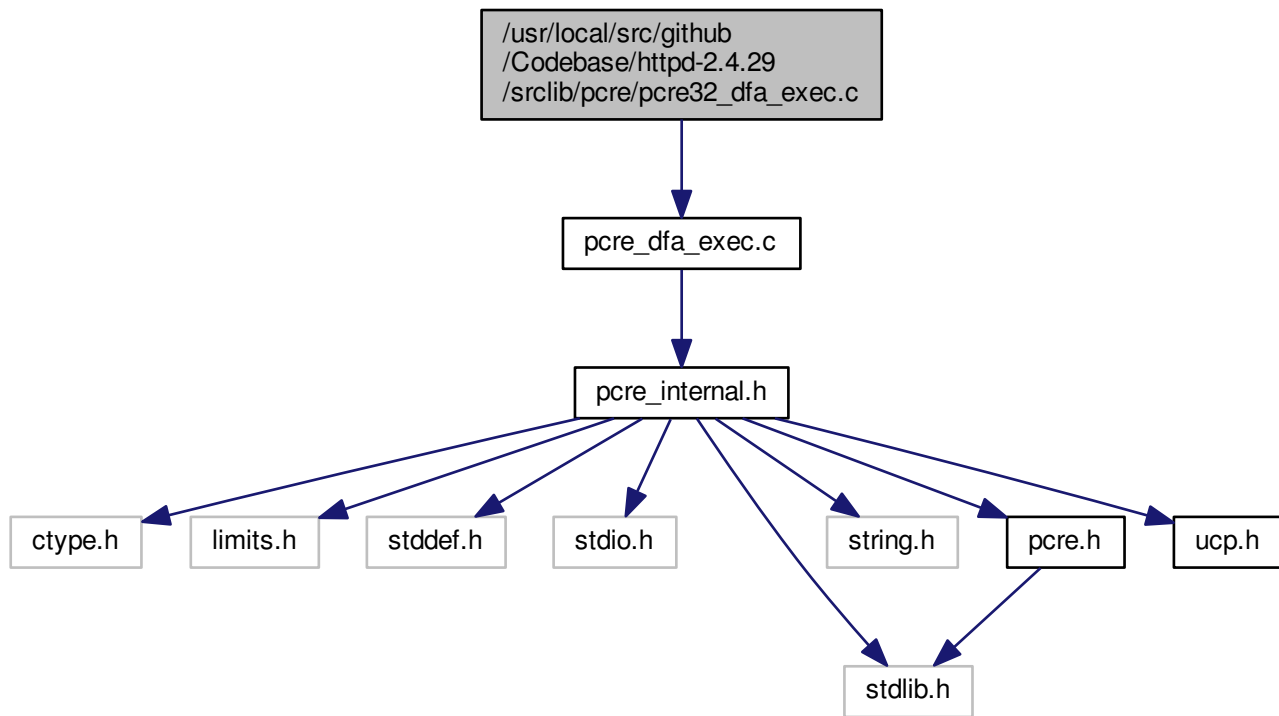 /usr/local/src/github
/Codebase/httpd-2.4.29
/srclib/pcre/pcre32_dfa_exec.c
pcre_dfa_exec.c
pcre_internal.h
ctype.h
limits.h
stddef.h
stdio.h
string.h
pcre.h
ucp.h
stdlib.h